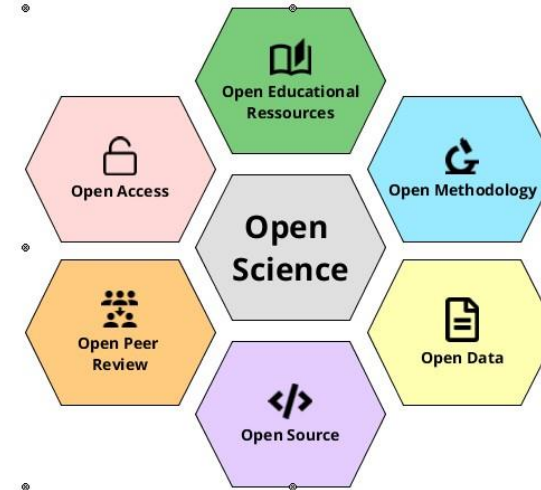 Open Educational
Ressources
Open Access
Open Methodology
Open
Science
Open Peer
Review
Open Data
Open Source